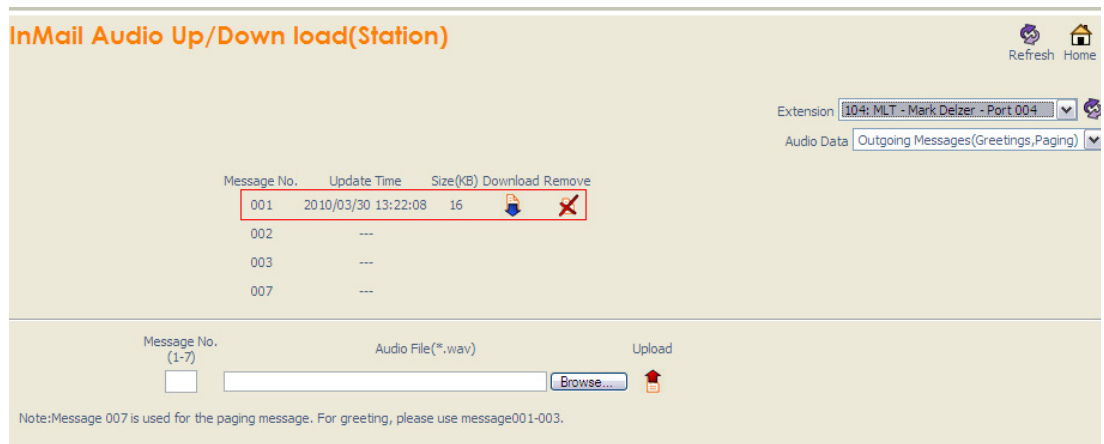 InMail Audio Up/Down load(Station)
Refresh Home
Extension 104: MLT - Mark Delzer - Port 004
Audio Data Outgoing Messages(Greetings,Paging)
Message No. Update Time Size(KB) Download Remove
001 2010/03/30 13:22:08 16
002 ---
003 ---
007 ---
Message No.
(1-7)
Audio File(*.wav)
Upload
Browse...
Note:Message 007 is used for the paging message. For greeting, please use message001-003.